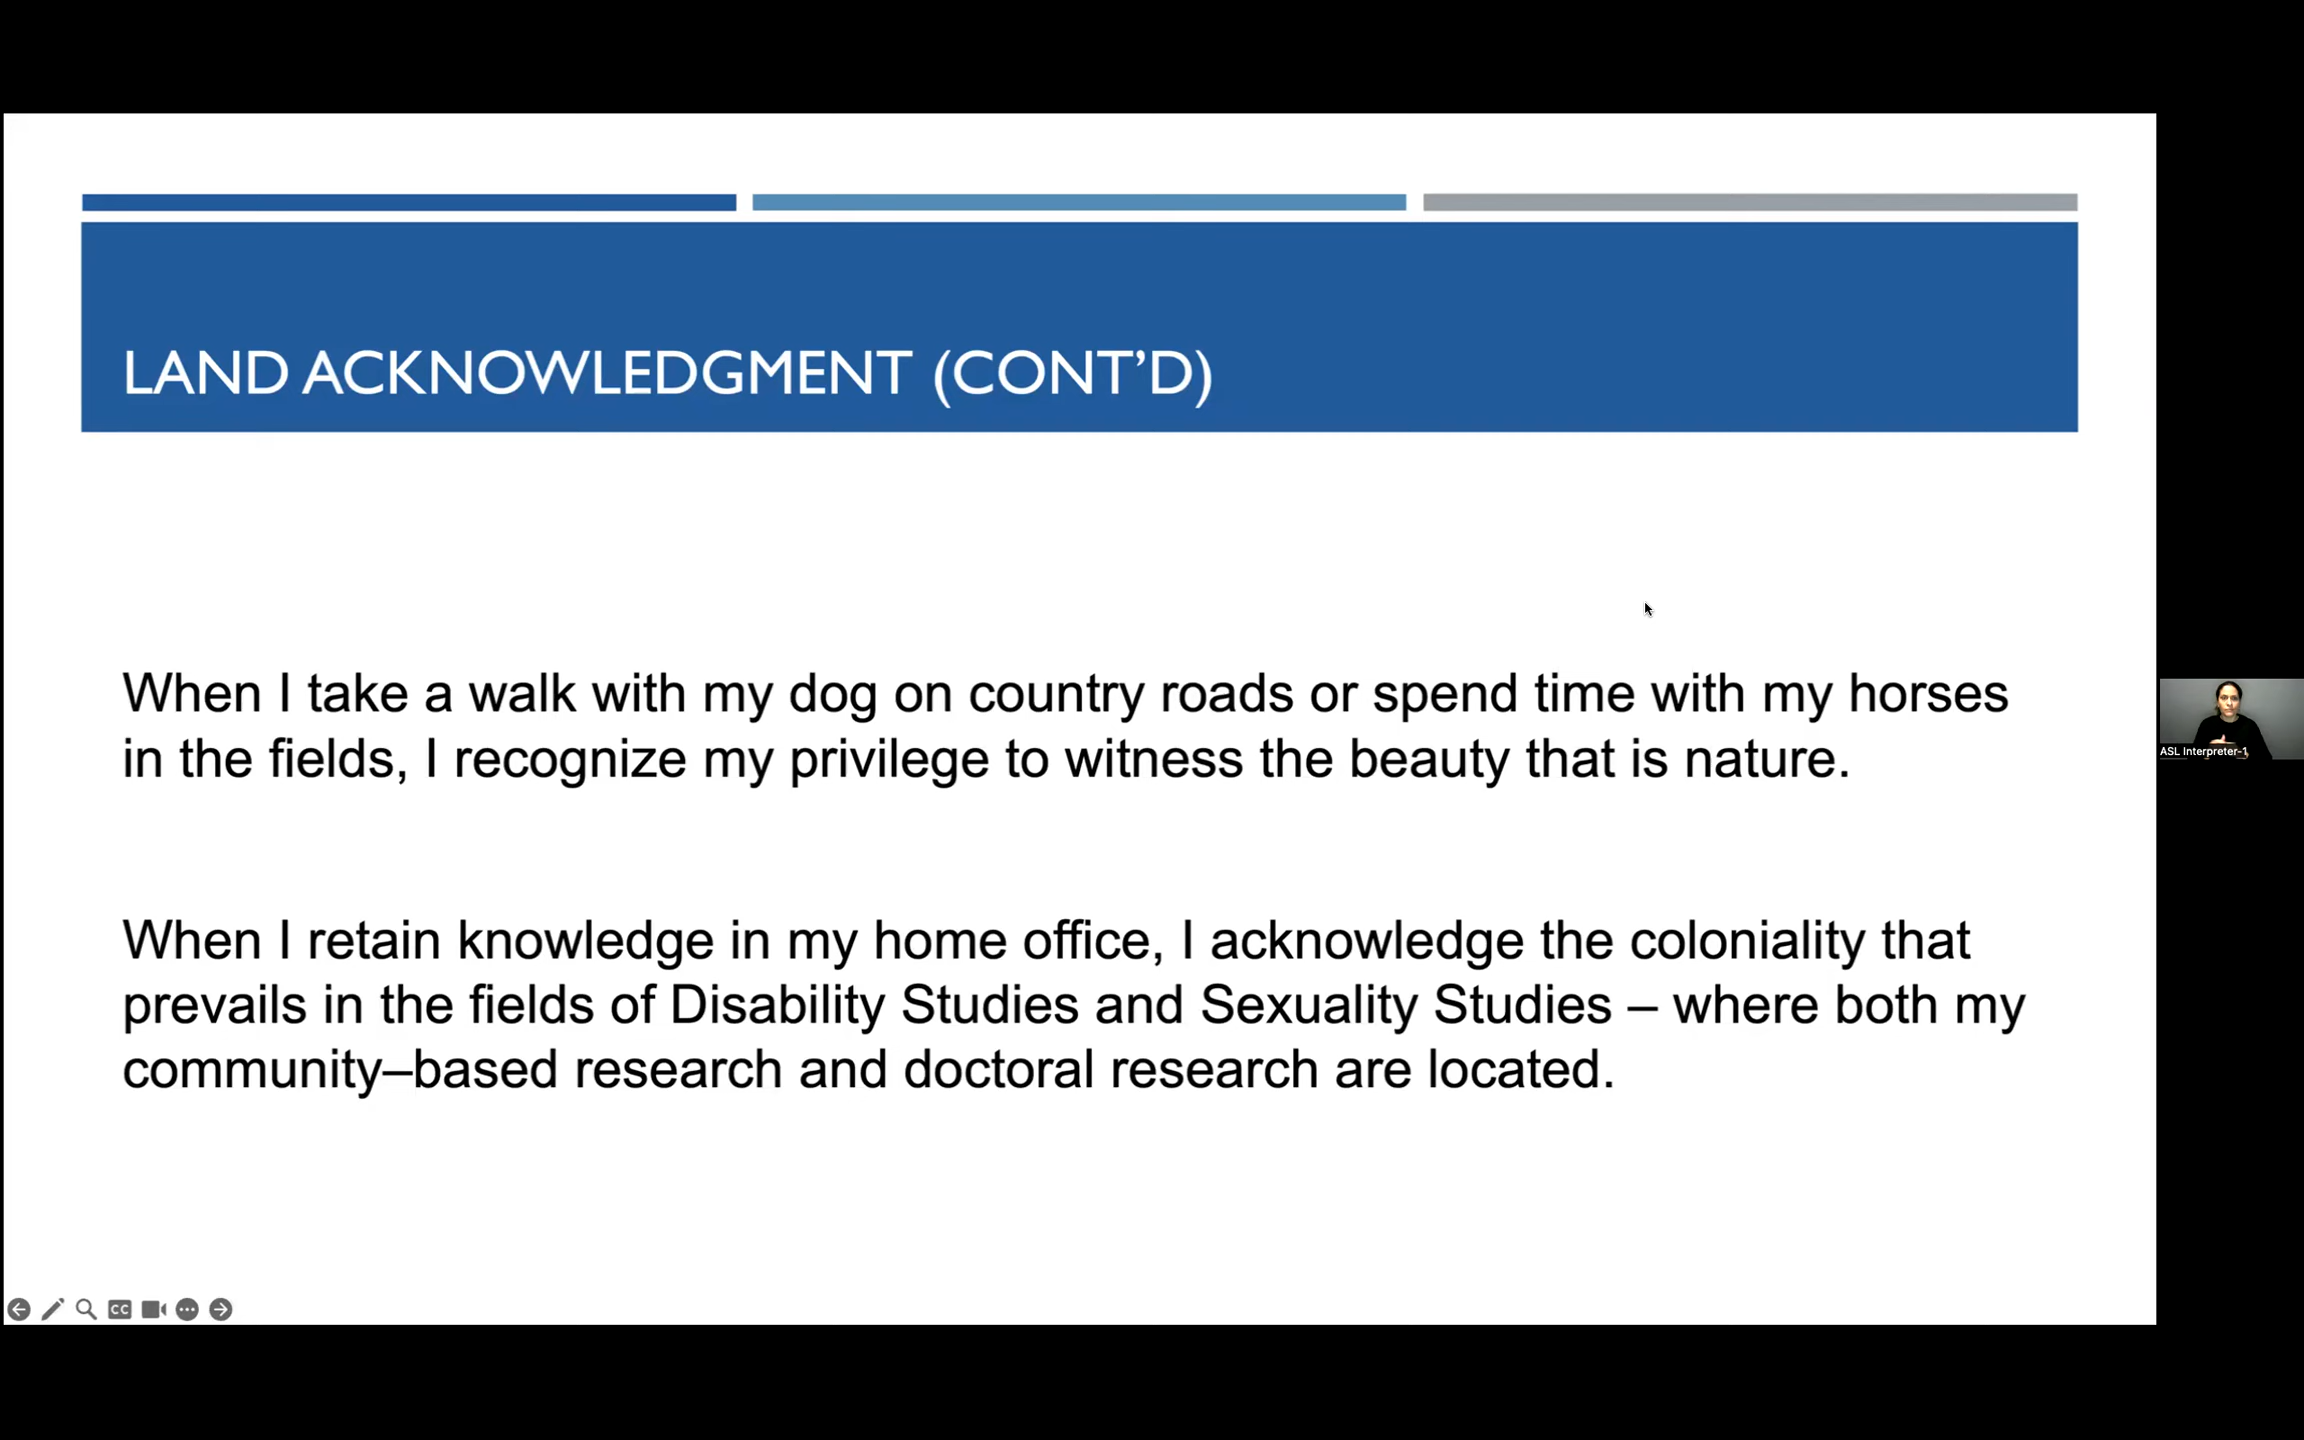 LAND ACKNOWLEDGMENT (CONT’D)
When I take a walk with my dog on country roads or spend time with my horses
in the fields, I recognize my privilege to witness the beauty that is nature.
When I retain knowledge in my home office, I acknowledge the coloniality that
prevails in the fields of Disability Studies and Sexuality Studies – where both my
community–based research and doctoral research are located.
ASL Interpreter-1
CC